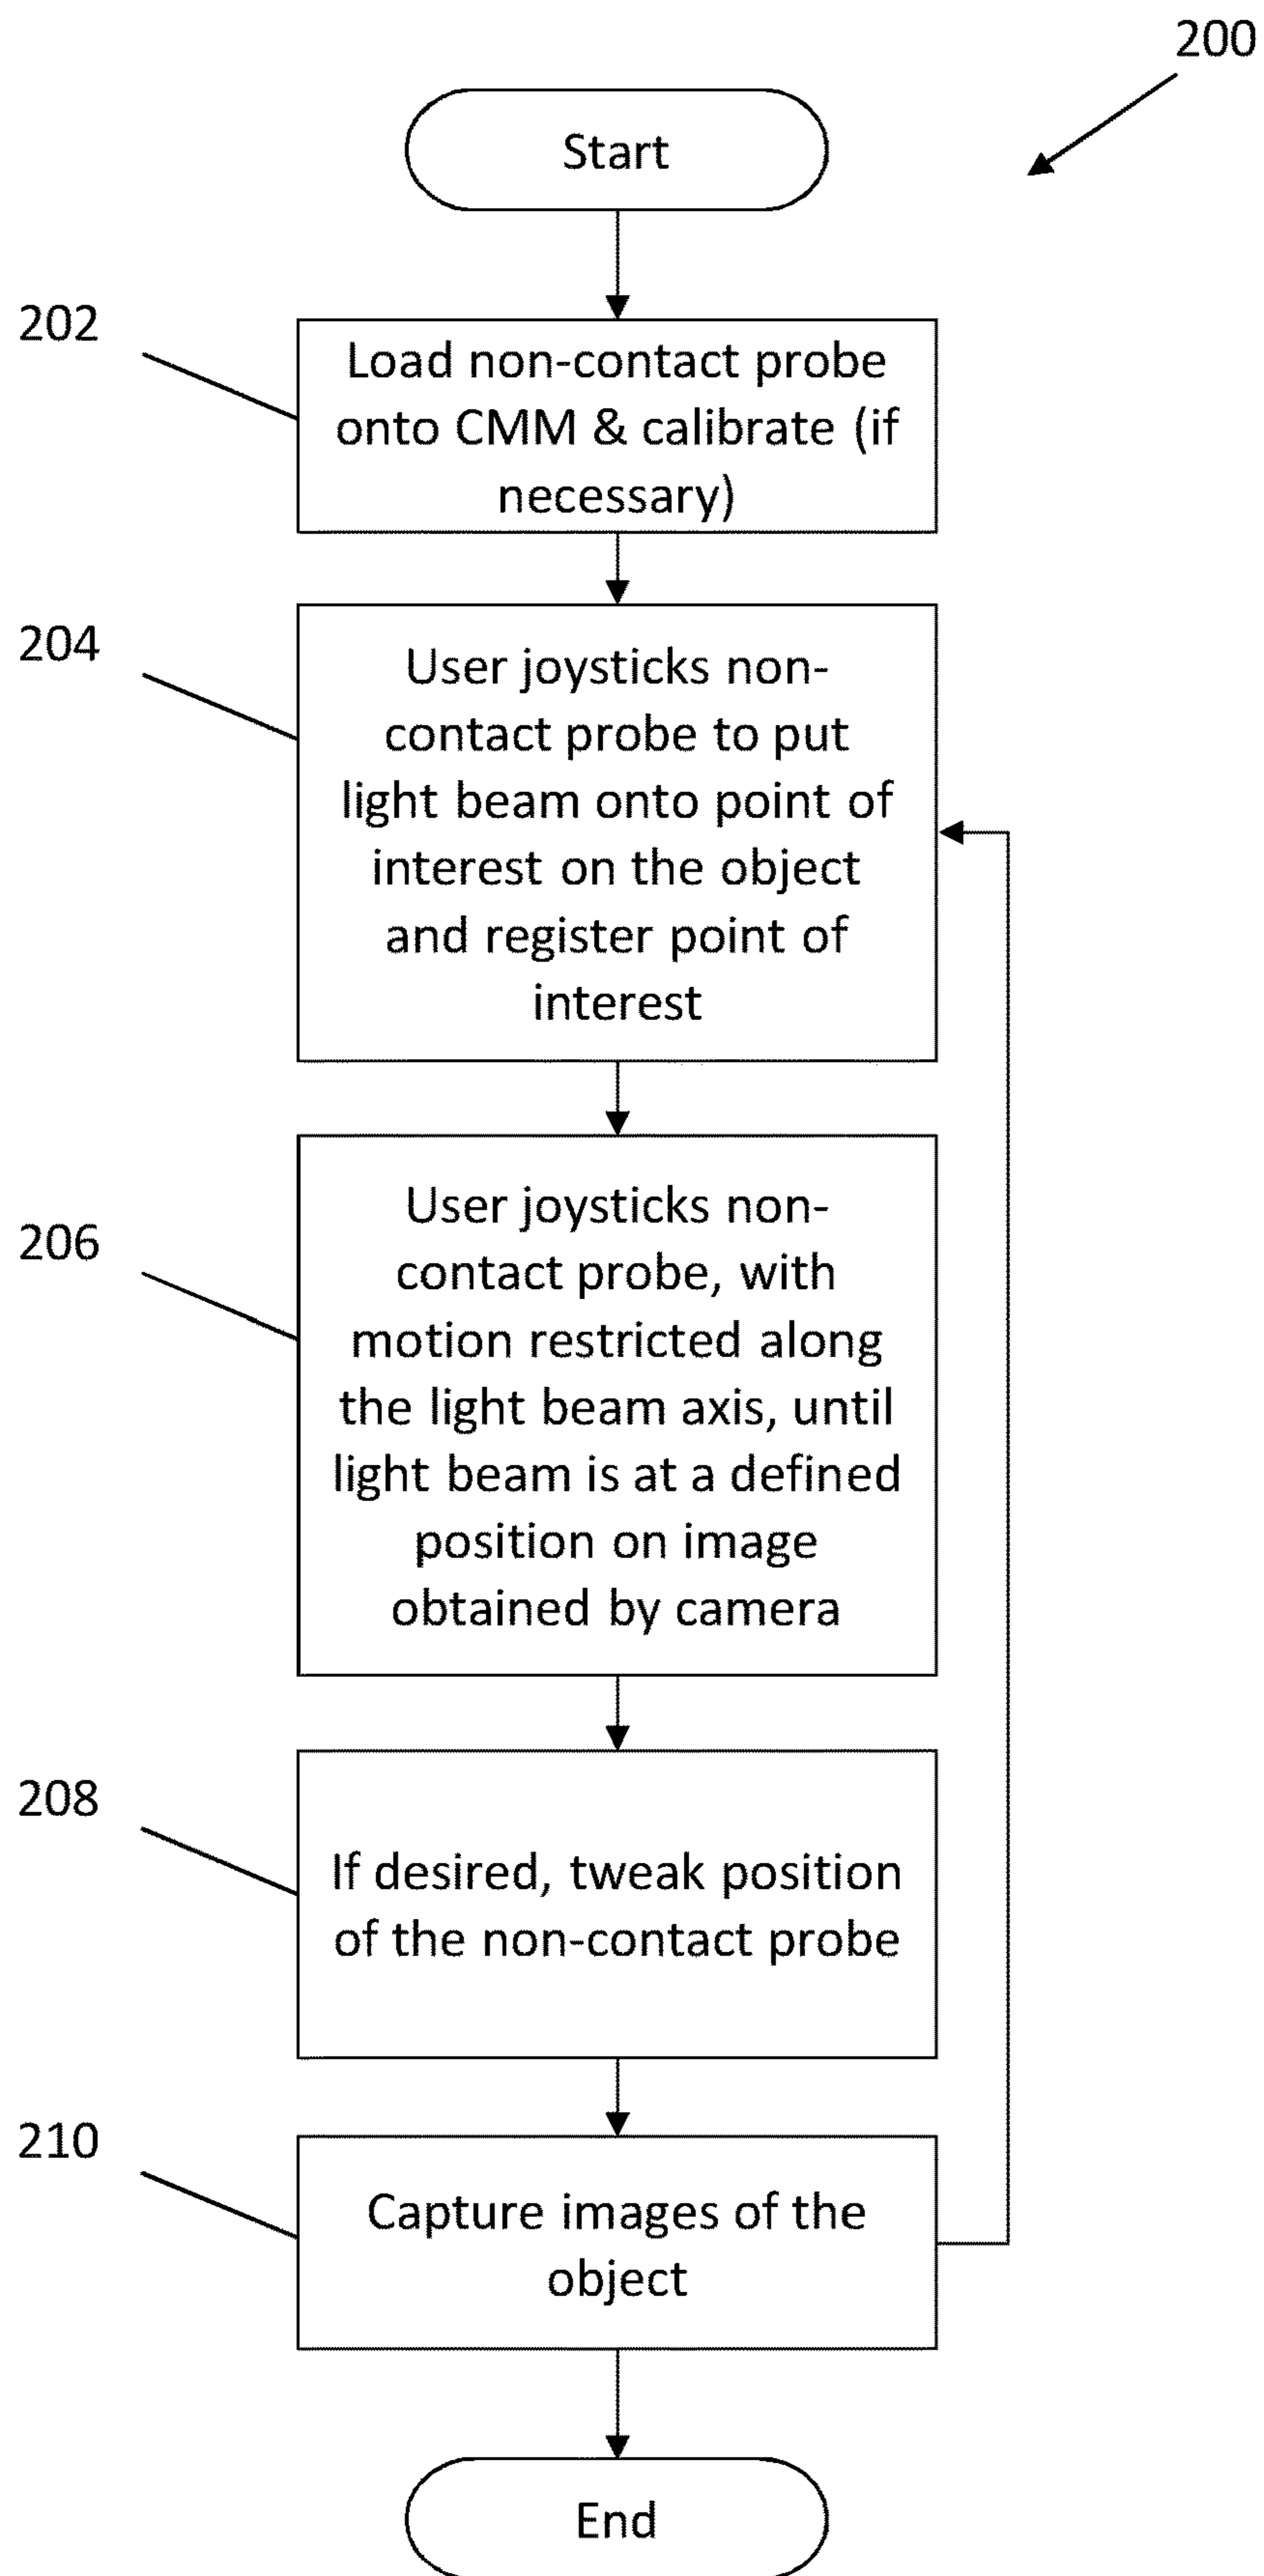 200
Start
202
Load non-contact probe
onto CMM & calibrate (if
necessary)
204
User joysticks non-
contact probe to put
light beam onto point of
interest on the object
and register point of
interest
206
User joysticks non-
contact probe, with
motion restricted along
the light beam axis, until
light beam is at a defined
position on image
obtained by camera
208
If desired, tweak position
of the non-contact probe
210
Capture images of the
object
End